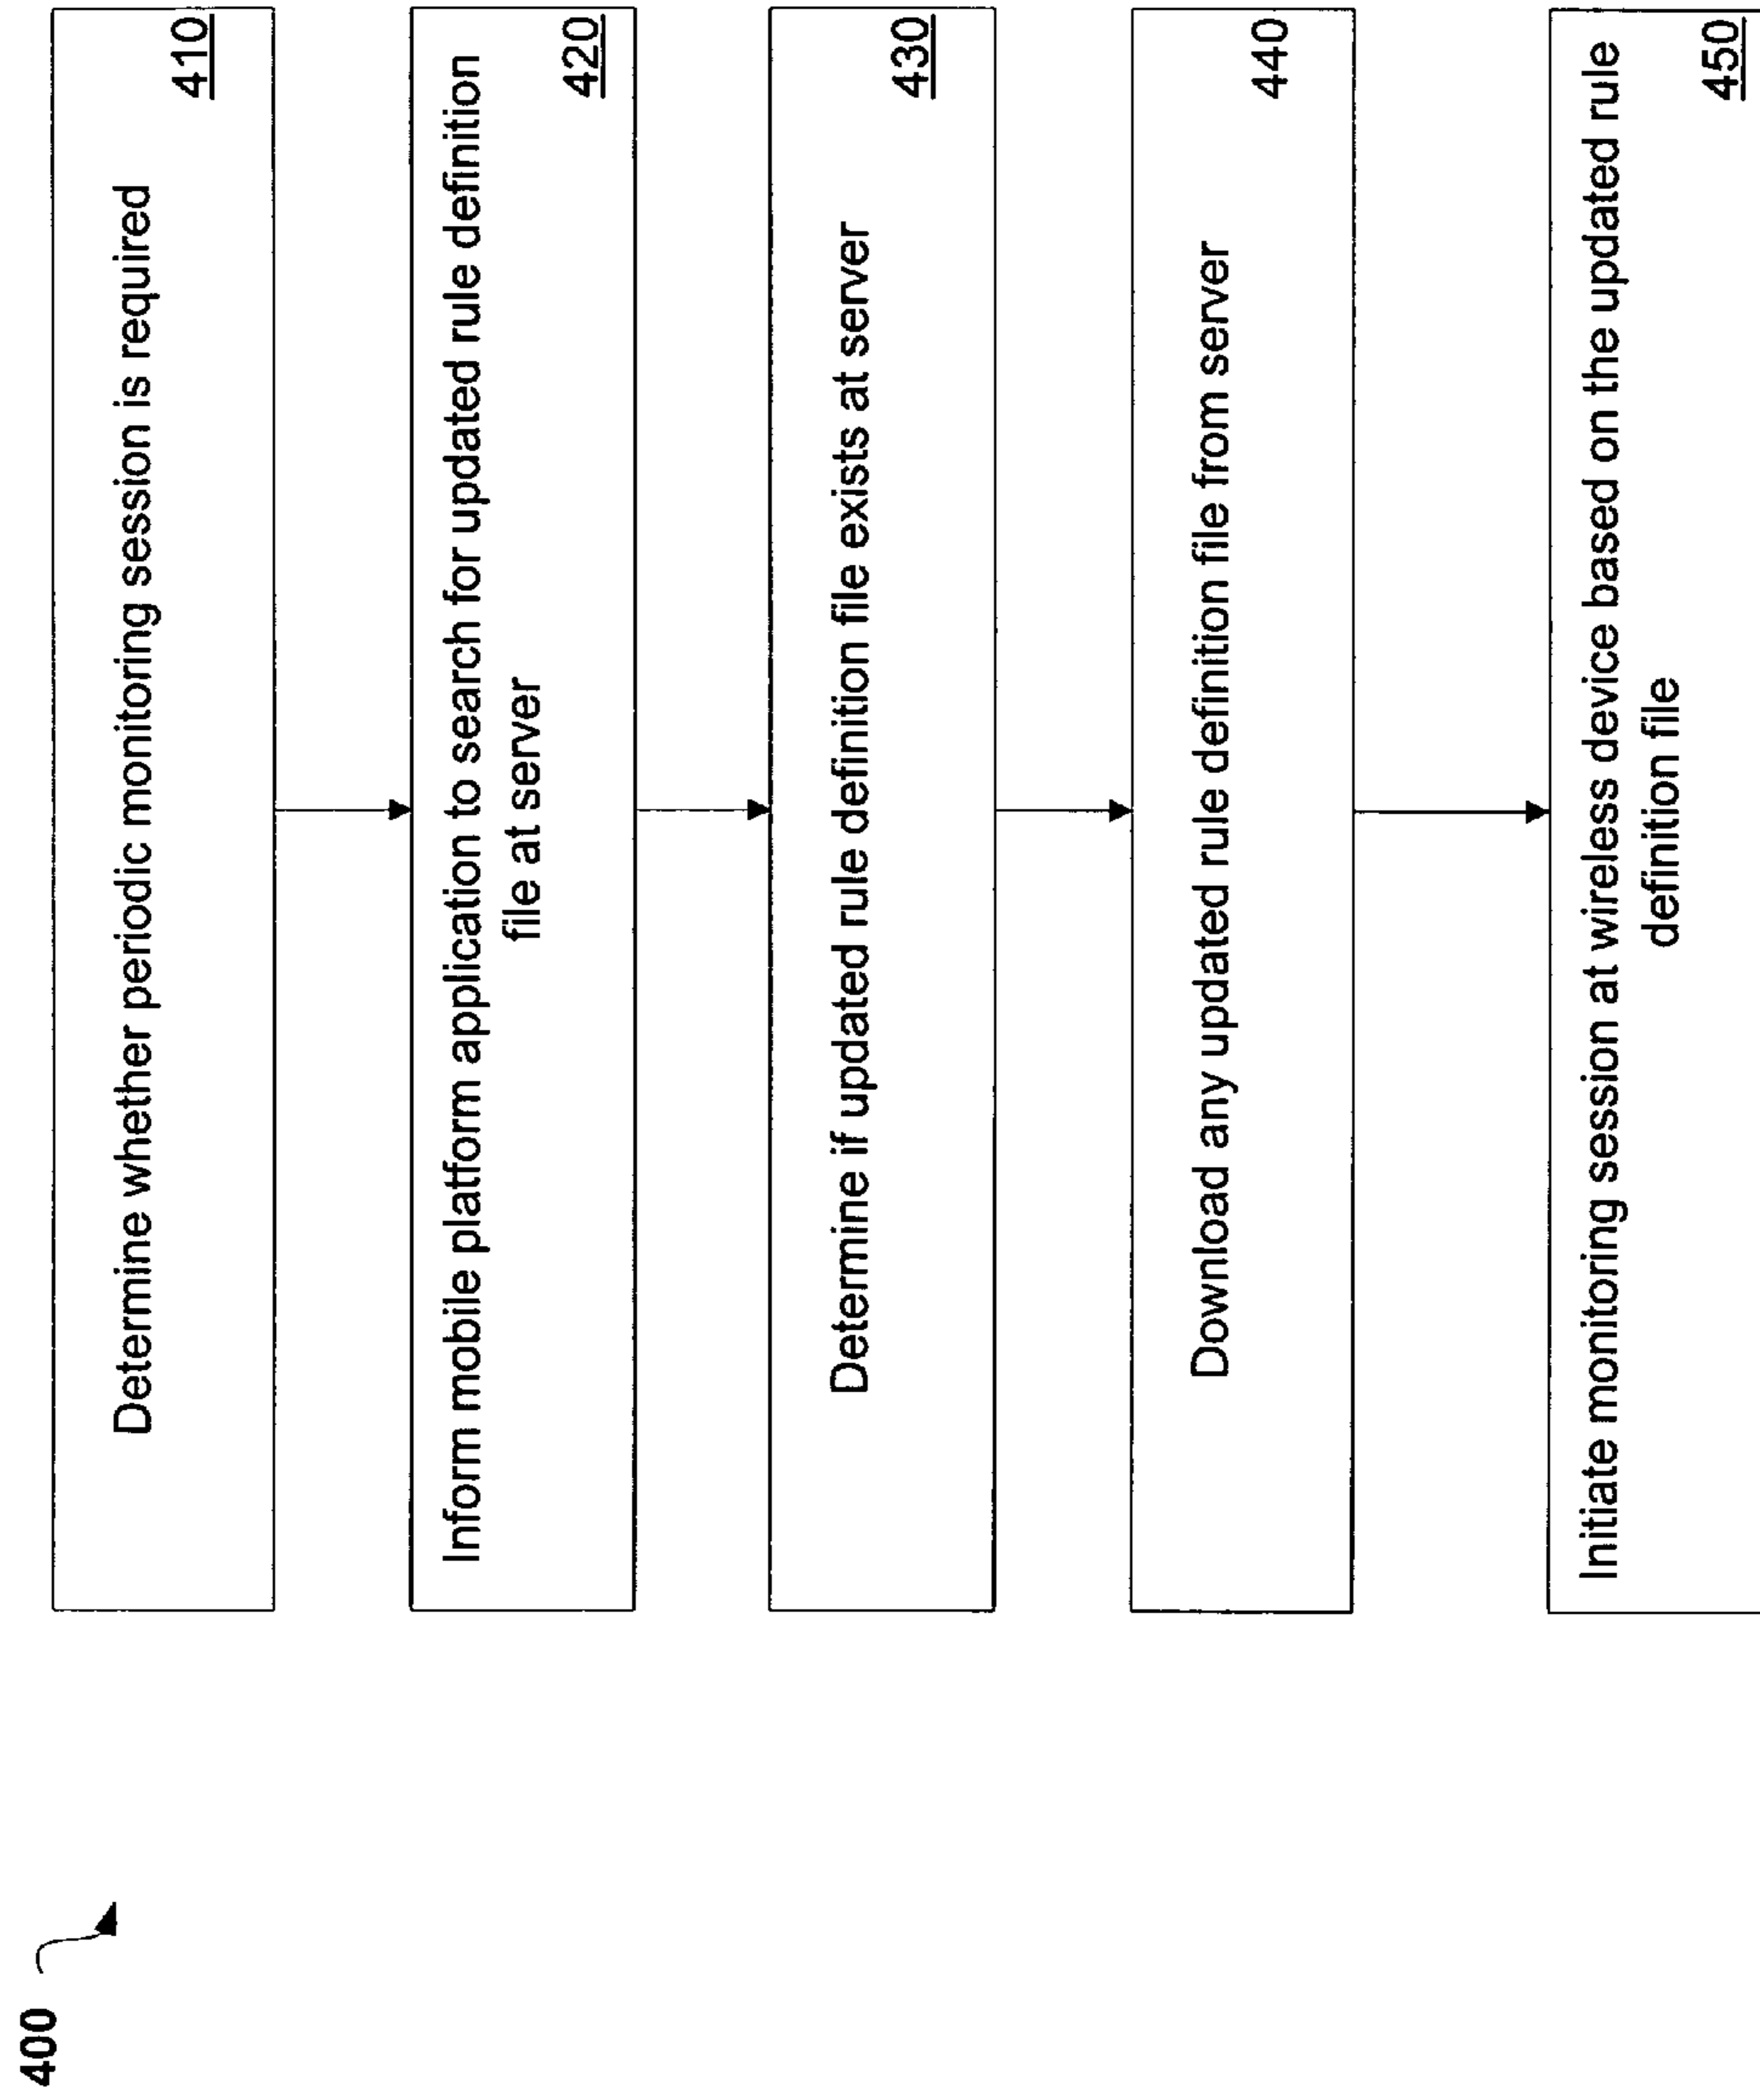 400
Determine whether periodic monitoring session is required
410
Inform mobile platform application to search for updated rule definition
file at server
420
Determine if updated rule definition file exists at server
430
Download any updated rule definition file from server
440
Initiate monitoring session at wireless device based on the updated rule
definition file
450